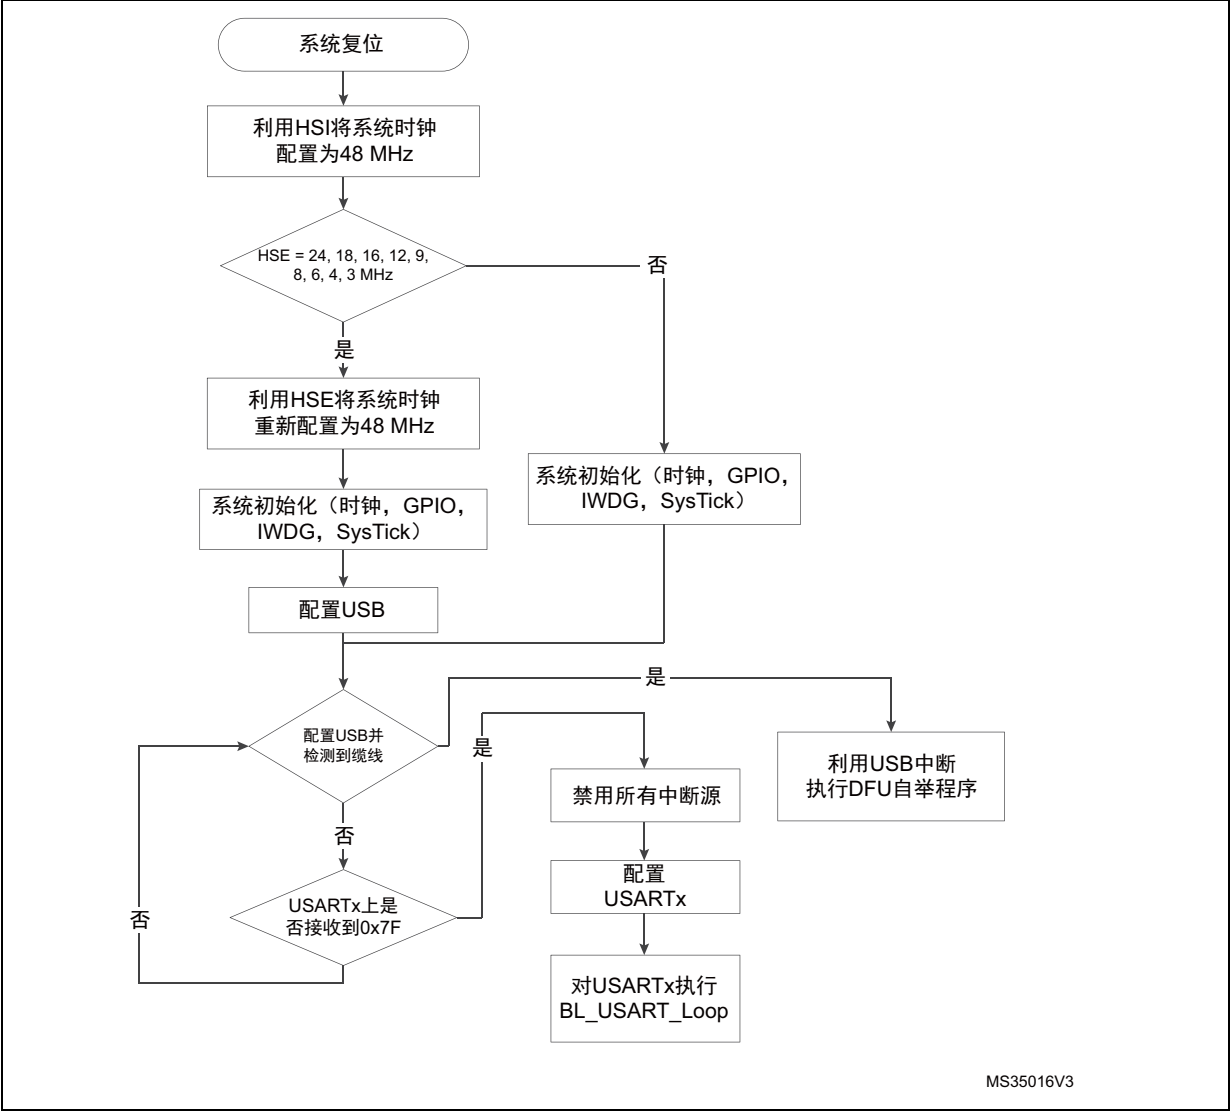 系统复位
利用HSI将系统时钟
配置为48 MHz
HSE = 24, 18, 16, 12, 9,
8, 6, 4, 3 MHz
否
是
利用HSE将系统时钟
重新配置为48 MHz
系统初始化（时钟，GPIO，
IWDG，SysTick）
系统初始化（时钟，GPIO，
IWDG，SysTick）
配置USB
配置USB并
检测到缆线
是
是
利用USB中断
执行DFU自举程序
禁用所有中断源
否
配置
USARTx
USARTx上是
否接收到0x7F
否
对USARTx执行
BL_USART_Loop
MS35016V3